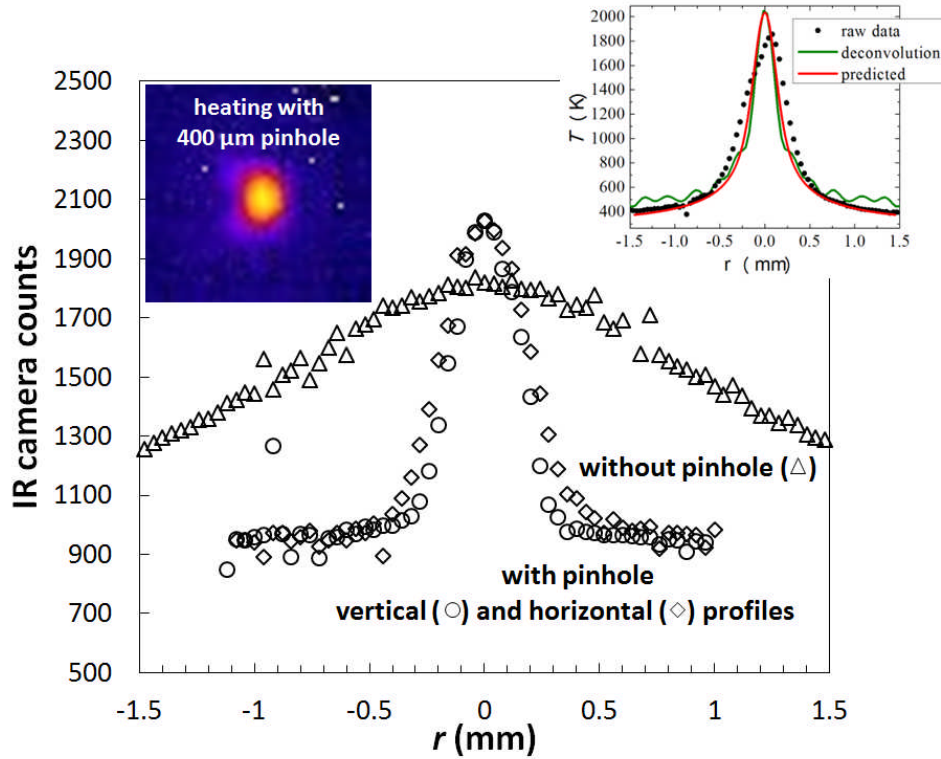 heating with
400 µm pinhole
2000
1800
1600
1400
1200
1000
800
600
400
T (K)
raw data
deconvolution
predicted
-1.5
-1.0
-0.5
0.0
0.5
1.0
1.5
r ( mm)
IR camera counts
2500
2300
2100
1900
1700
1500
1300
1100
900
700
500
without pinhole (△)
with pinhole
vertical (○) and horizontal (◇) profiles
-1.5
-1
-0.5
0
0.5
1
1.5
r (mm)